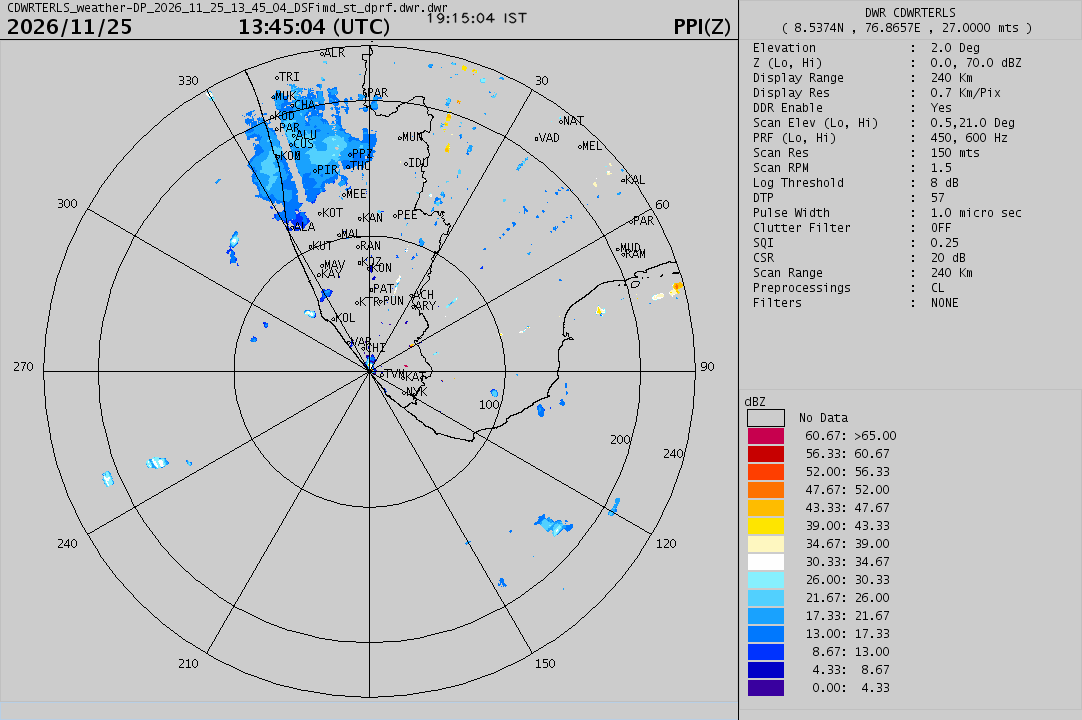 CDWRTERLS_weather-DP_2026_11_25_13_45_04_DSFimd_st_dprf.dwr.dwr
19:15:04 IST
2026/11/25 13:45:04 (UTC) PPI(Z)
DWR CDWRTERLS
( 8.5374N , 76.8657E , 27.0000 mts )
Elevation : 2.0 Deg
Z (Lo, Hi) : 0.0, 70.0 dBZ
Display Range : 240 Km
Display Res : 0.7 Km/Pix
DDR Enable : Yes
Scan Elev (Lo, Hi) : 0.5,21.0 Deg
PRF (Lo, Hi) : 450, 600 Hz
Scan Res : 150 mts
Scan RPM : 1.5
Log Threshold : 8 dB
DTP : 57
Pulse Width : 1.0 micro sec
Clutter Filter : OFF
SQI : 0.25
CSR : 20 dB
Scan Range : 240 Km
Preprocessings : CL
Filters : NONE
dBZ
No Data
60.67: >65.00
56.33: 60.67
52.00: 56.33
47.67: 52.00
43.33: 47.67
39.00: 43.33
34.67: 39.00
30.33: 34.67
26.00: 30.33
21.67: 26.00
17.33: 21.67
13.00: 17.33
8.67: 13.00
4.33: 8.67
0.00: 4.33
ALR
330
TRI
30
MUK
PAR
CHA
KOD
NAT
PAR
ALU
MUN
VAD
CUS
MEL
KOM
PPZ
IDU
THU
PIR
KAL
MEE
300
60
KOT
KAN
PEE
PAR
ALA
MAL
KUT
RAN
MUD
RAM
MAV
KOZ
KON
KAY
PAT
ACH
KTR
PUN
ARY
KOL
VAR
CHI
270
90
TVM
KAT
NYK
100
200
240
240
120
210
150